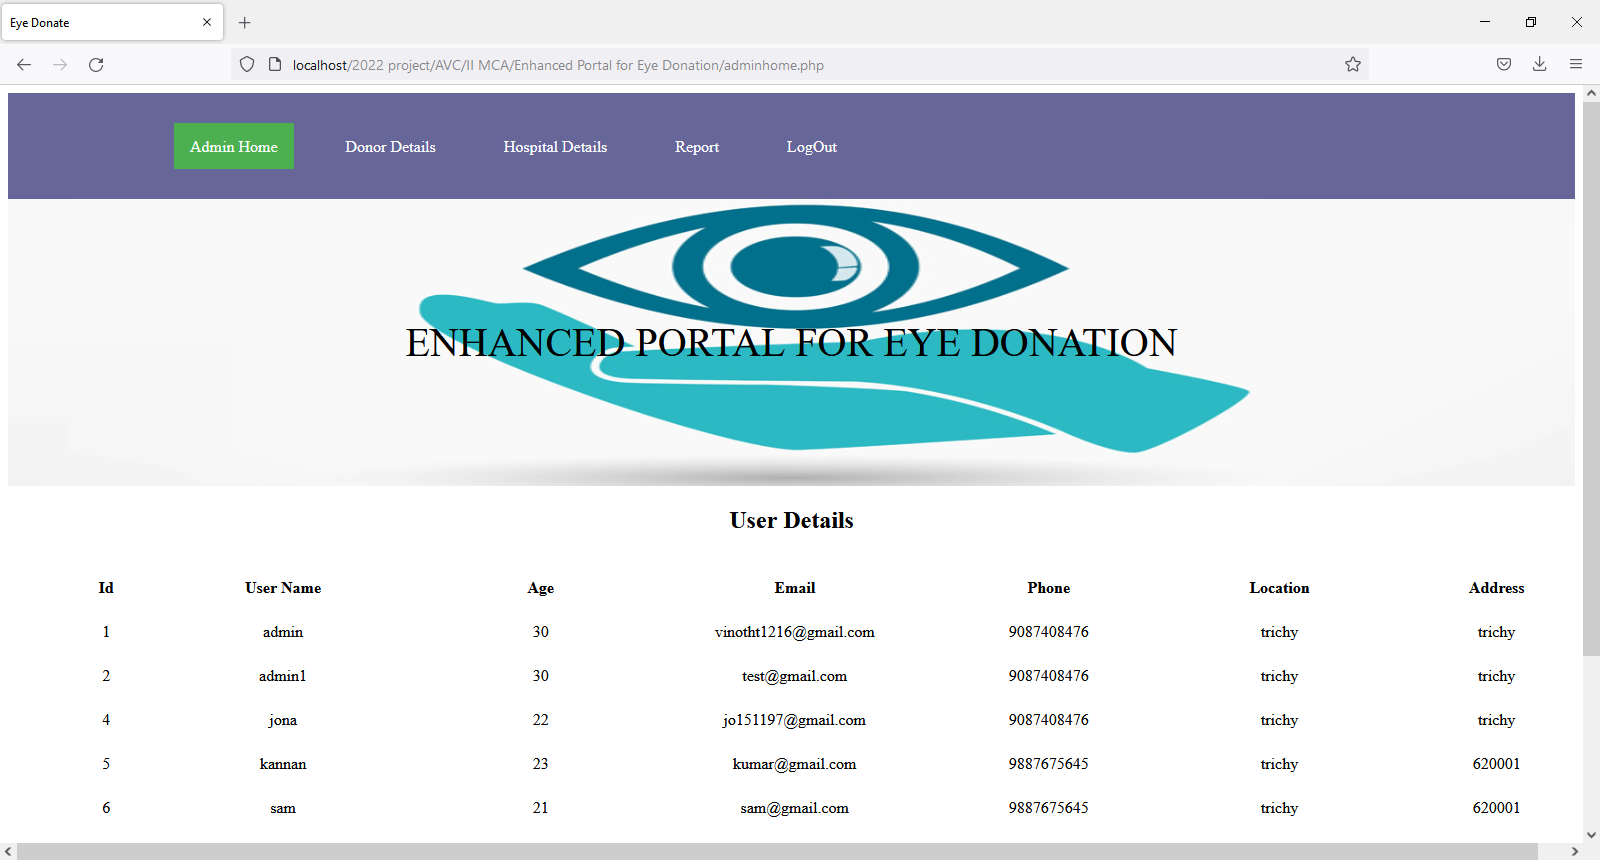 Eye Donate
localhost/2022 project/AVC/II MCA/Enhanced Portal for Eye Donation/adminhome.php
Admin Home Donor Details Hospital Details Report LogOut
ENHANCED PORTAL FOR EYE DONATION
User Details
Id User Name Age Email Phone Location Address
1 admin 30 vinotht1216@gmail.com 9087408476 trichy trichy
2 admin1 30 test@gmail.com 9087408476 trichy trichy
4 jona 22 jo151197@gmail.com 9087408476 trichy trichy
5 kannan 23 kumar@gmail.com 9887675645 trichy 620001
6 sam 21 sam@gmail.com 9887675645 trichy 620001